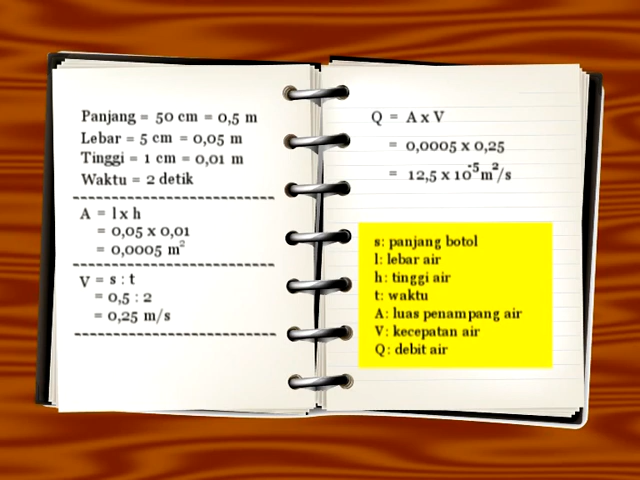 Panjang = 50 cm = 0,5 m
Lebar = 5 cm = 0,05 m
Tinggi = 1 cm = 0,01 m
Waktu = 2 detik
A = l x h
= 0,05 x 0,01
= 0,0005 m²
V = s : t
= 0,5 : 2
= 0,25 m/s
Q = A x V
= 0,0005 x 0,25
= 12,5 x 10⁻⁵m²/s
s: panjang botol
l: lebar air
h: tinggi air
t: waktu
A: luas penampang air
V: kecepatan air
Q: debit air